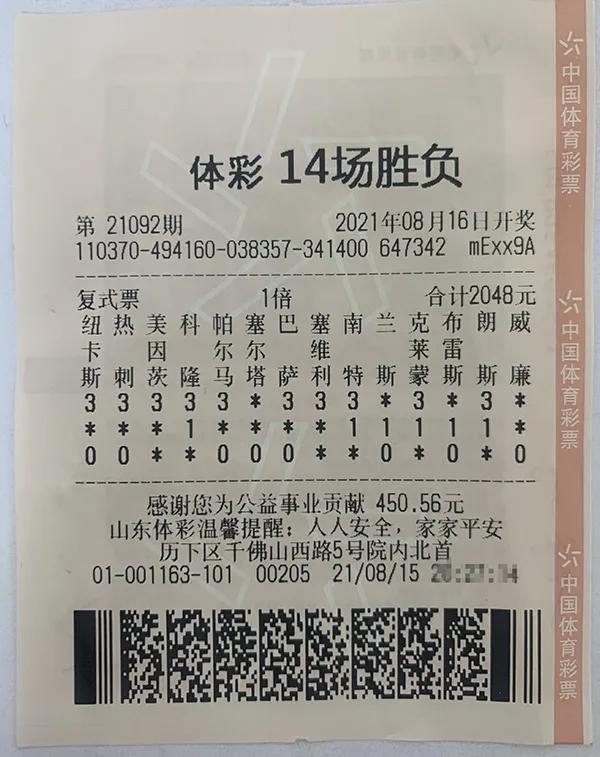 体彩 14场胜负
第 21092期 2021年08月16日开奖
110370-494160-038357-341400 647342 mExx9A
复式票 1倍 合计2048元
纽 热 美 科 帕 塞 巴 塞 南 兰 克 布 朗 威
卡 因 尔 尔 维 莱 雷
斯 刺 茨 隆 马 塔 萨 利 特 斯 蒙 斯 斯 廉
3 3 3 3 3 * 3 3 3 * 3 * 3 *
* * * 1 * * * * 1 1 1 1 1 *
0 0 * * 0 0 0 * * 0 * 0 * 0
感谢您为公益事业贡献 450.56元
山东体彩温馨提醒：人人安全，家家平安
历下区千佛山西路5号院内北首
01-001163-101 00205 21/08/15
中国体育彩票
中国体育彩票
中国体育彩票